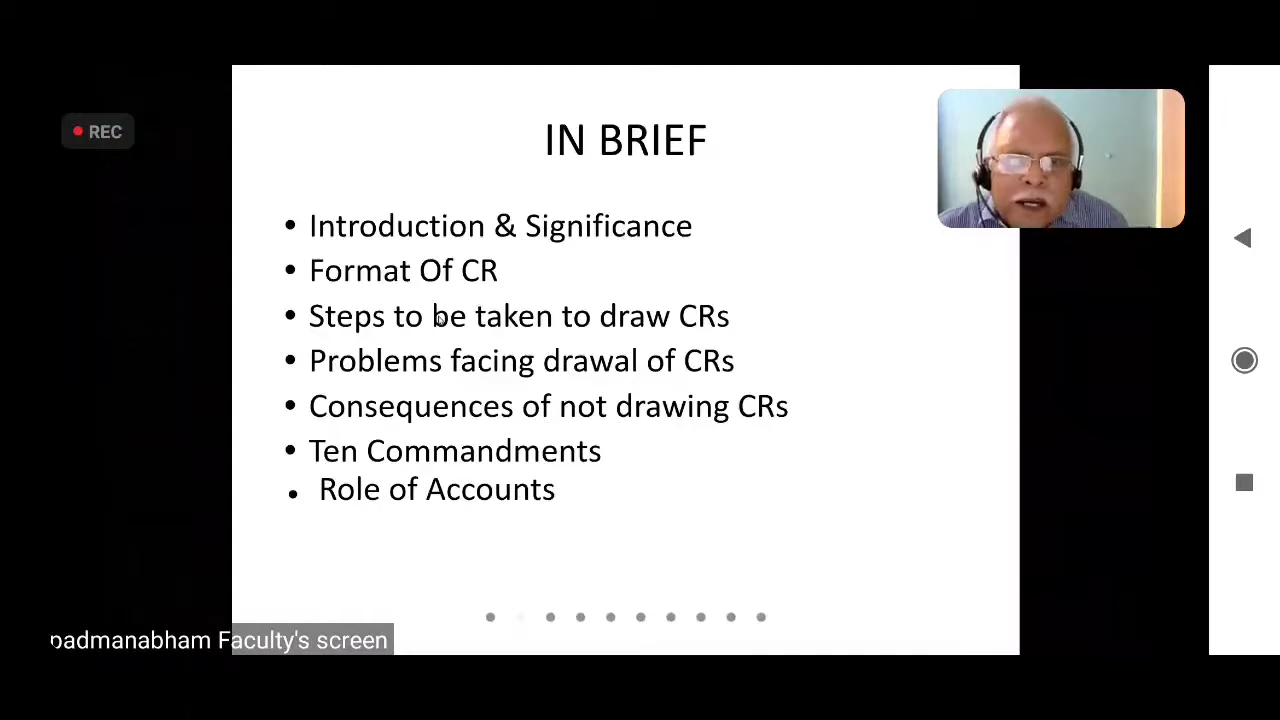 REC
IN BRIEF
• Introduction & Significance
• Format Of CR
• Steps to be taken to draw CRs
• Problems facing drawal of CRs
• Consequences of not drawing CRs
• Ten Commandments
• Role of Accounts
padmanabham Faculty's screen